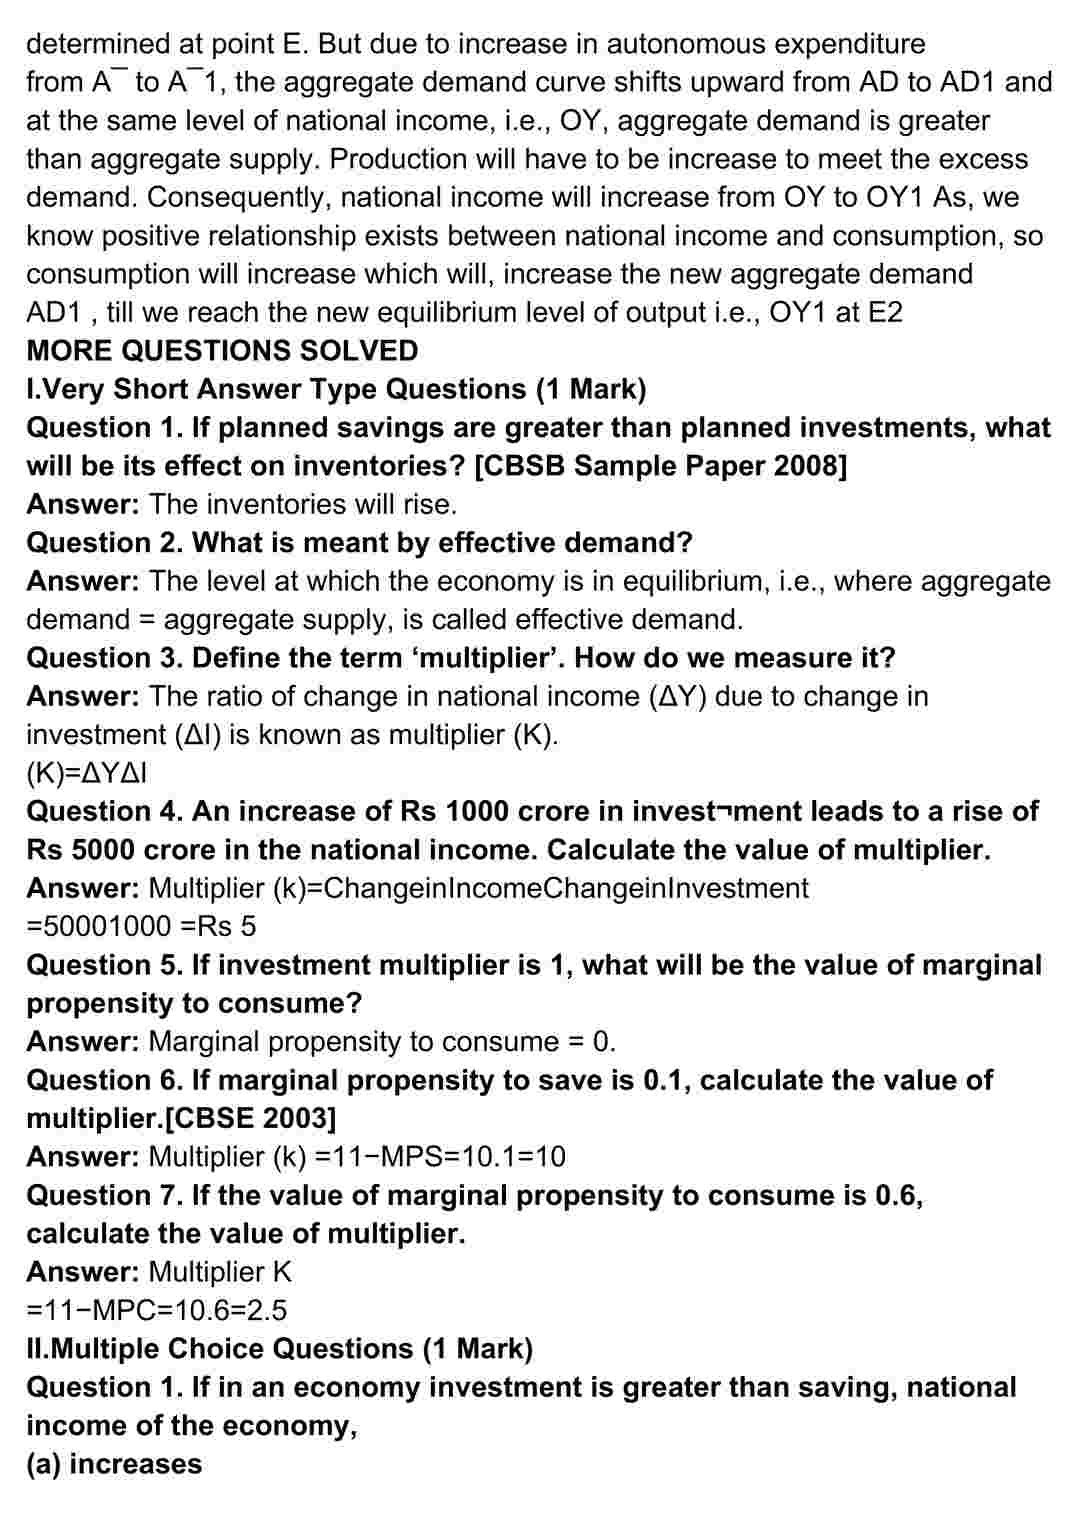 determined at point E. But due to increase in autonomous expenditure
from A¯ to A¯1, the aggregate demand curve shifts upward from AD to AD1 and
at the same level of national income, i.e., OY, aggregate demand is greater
than aggregate supply. Production will have to be increase to meet the excess
demand. Consequently, national income will increase from OY to OY1 As, we
know positive relationship exists between national income and consumption, so
consumption will increase which will, increase the new aggregate demand
AD1 , till we reach the new equilibrium level of output i.e., OY1 at E2
MORE QUESTIONS SOLVED
I.Very Short Answer Type Questions (1 Mark)
Question 1. If planned savings are greater than planned investments, what
will be its effect on inventories? [CBSB Sample Paper 2008]
Answer: The inventories will rise.
Question 2. What is meant by effective demand?
Answer: The level at which the economy is in equilibrium, i.e., where aggregate
demand = aggregate supply, is called effective demand.
Question 3. Define the term ‘multiplier’. How do we measure it?
Answer: The ratio of change in national income (ΔY) due to change in
investment (ΔI) is known as multiplier (K).
(K)=ΔYΔI
Question 4. An increase of Rs 1000 crore in invest¬ment leads to a rise of
Rs 5000 crore in the national income. Calculate the value of multiplier.
Answer: Multiplier (k)=ChangeinIncomeChangeinInvestment
=50001000 =Rs 5
Question 5. If investment multiplier is 1, what will be the value of marginal
propensity to consume?
Answer: Marginal propensity to consume = 0.
Question 6. If marginal propensity to save is 0.1, calculate the value of
multiplier.[CBSE 2003]
Answer: Multiplier (k) =11−MPS=10.1=10
Question 7. If the value of marginal propensity to consume is 0.6,
calculate the value of multiplier.
Answer: Multiplier K
=11−MPC=10.6=2.5
II.Multiple Choice Questions (1 Mark)
Question 1. If in an economy investment is greater than saving, national
income of the economy,
(a) increases